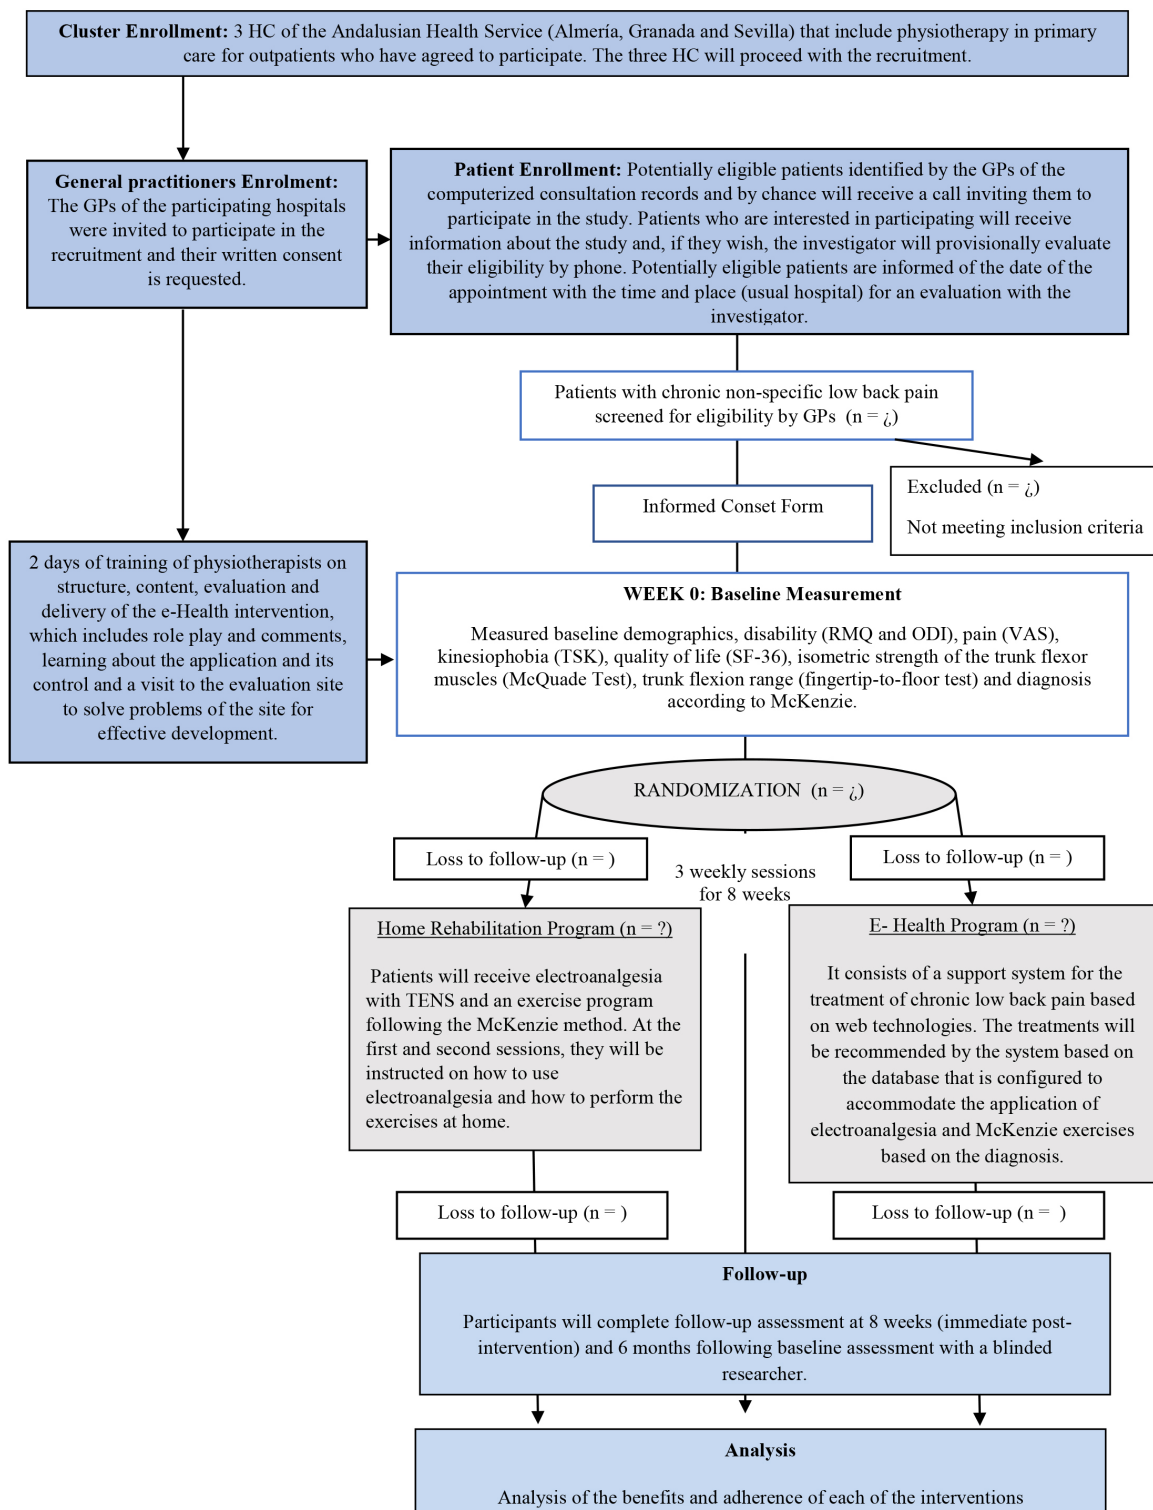 Cluster Enrollment: 3 HC of the Andalusian Health Service (Almería, Granada and Sevilla) that include physiotherapy in primary
care for outpatients who have agreed to participate. The three HC will proceed with the recruitment.
General practitioners Enrolment:
The GPs of the participating hospitals
were invited to participate in the
recruitment and their written consent
is requested.
Patient Enrollment: Potentially eligible patients identified by the GPs of the
computerized consultation records and by chance will receive a call inviting them to
participate in the study. Patients who are interested in participating will receive
information about the study and, if they wish, the investigator will provisionally evaluate
their eligibility by phone. Potentially eligible patients are informed of the date of the
appointment with the time and place (usual hospital) for an evaluation with the
investigator.
Patients with chronic non-specific low back pain
screened for eligibility by GPs (n = ¿)
Excluded (n = ¿)
Not meeting inclusion criteria
Informed Conset Form
2 days of training of physiotherapists on
structure, content, evaluation and
delivery of the e-Health intervention,
which includes role play and comments,
learning about the application and its
control and a visit to the evaluation site
to solve problems of the site for
effective development.
WEEK 0: Baseline Measurement
Measured baseline demographics, disability (RMQ and ODI), pain (VAS),
kinesiophobia (TSK), quality of life (SF-36), isometric strength of the trunk flexor
muscles (McQuade Test), trunk flexion range (fingertip-to-floor test) and diagnosis
according to McKenzie.
RANDOMIZATION (n = ¿)
Loss to follow-up (n = )
3 weekly sessions
for 8 weeks
Loss to follow-up (n = )
Home Rehabilitation Program (n = ?)
Patients will receive electroanalgesia
with TENS and an exercise program
following the McKenzie method. At the
first and second sessions, they will be
instructed on how to use
electroanalgesia and how to perform the
exercises at home.
E- Health Program (n = ?)
It consists of a support system for the
treatment of chronic low back pain based
on web technologies. The treatments will
be recommended by the system based on
the database that is configured to
accommodate the application of
electroanalgesia and McKenzie exercises
based on the diagnosis.
Loss to follow-up (n = )
Loss to follow-up (n = )
Follow-up
Participants will complete follow-up assessment at 8 weeks (immediate post-
intervention) and 6 months following baseline assessment with a blinded
researcher.
Analysis
Analysis of the benefits and adherence of each of the interventions